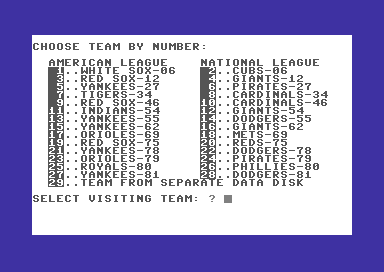 CHOOSE TEAM BY NUMBER:
AMERICAN LEAGUE    NATIONAL LEAGUE
1..WHITE SOX-06    2..CUBS-06
3..RED SOX-12      4..GIANTS-12
5..YANKEES-27      6..PIRATES-27
7..TIGERS-34       8..CARDINALS-34
9..RED SOX-46      10..CARDINALS-46
11..INDIANS-54     12..GIANTS-54
13..YANKEES-55     14..DODGERS-55
15..YANKEES-62     16..GIANTS-62
17..ORIOLES-69     18..METS-69
19..RED SOX-75     20..REDS-75
21..YANKEES-78     22..DODGERS-78
23..ORIOLES-79     24..PIRATES-79
25..ROYALS-80      26..PHILLIES-80
27..YANKEES-81     28..DODGERS-81
29..TEAM FROM SEPARATE DATA DISK
SELECT VISITING TEAM: ?